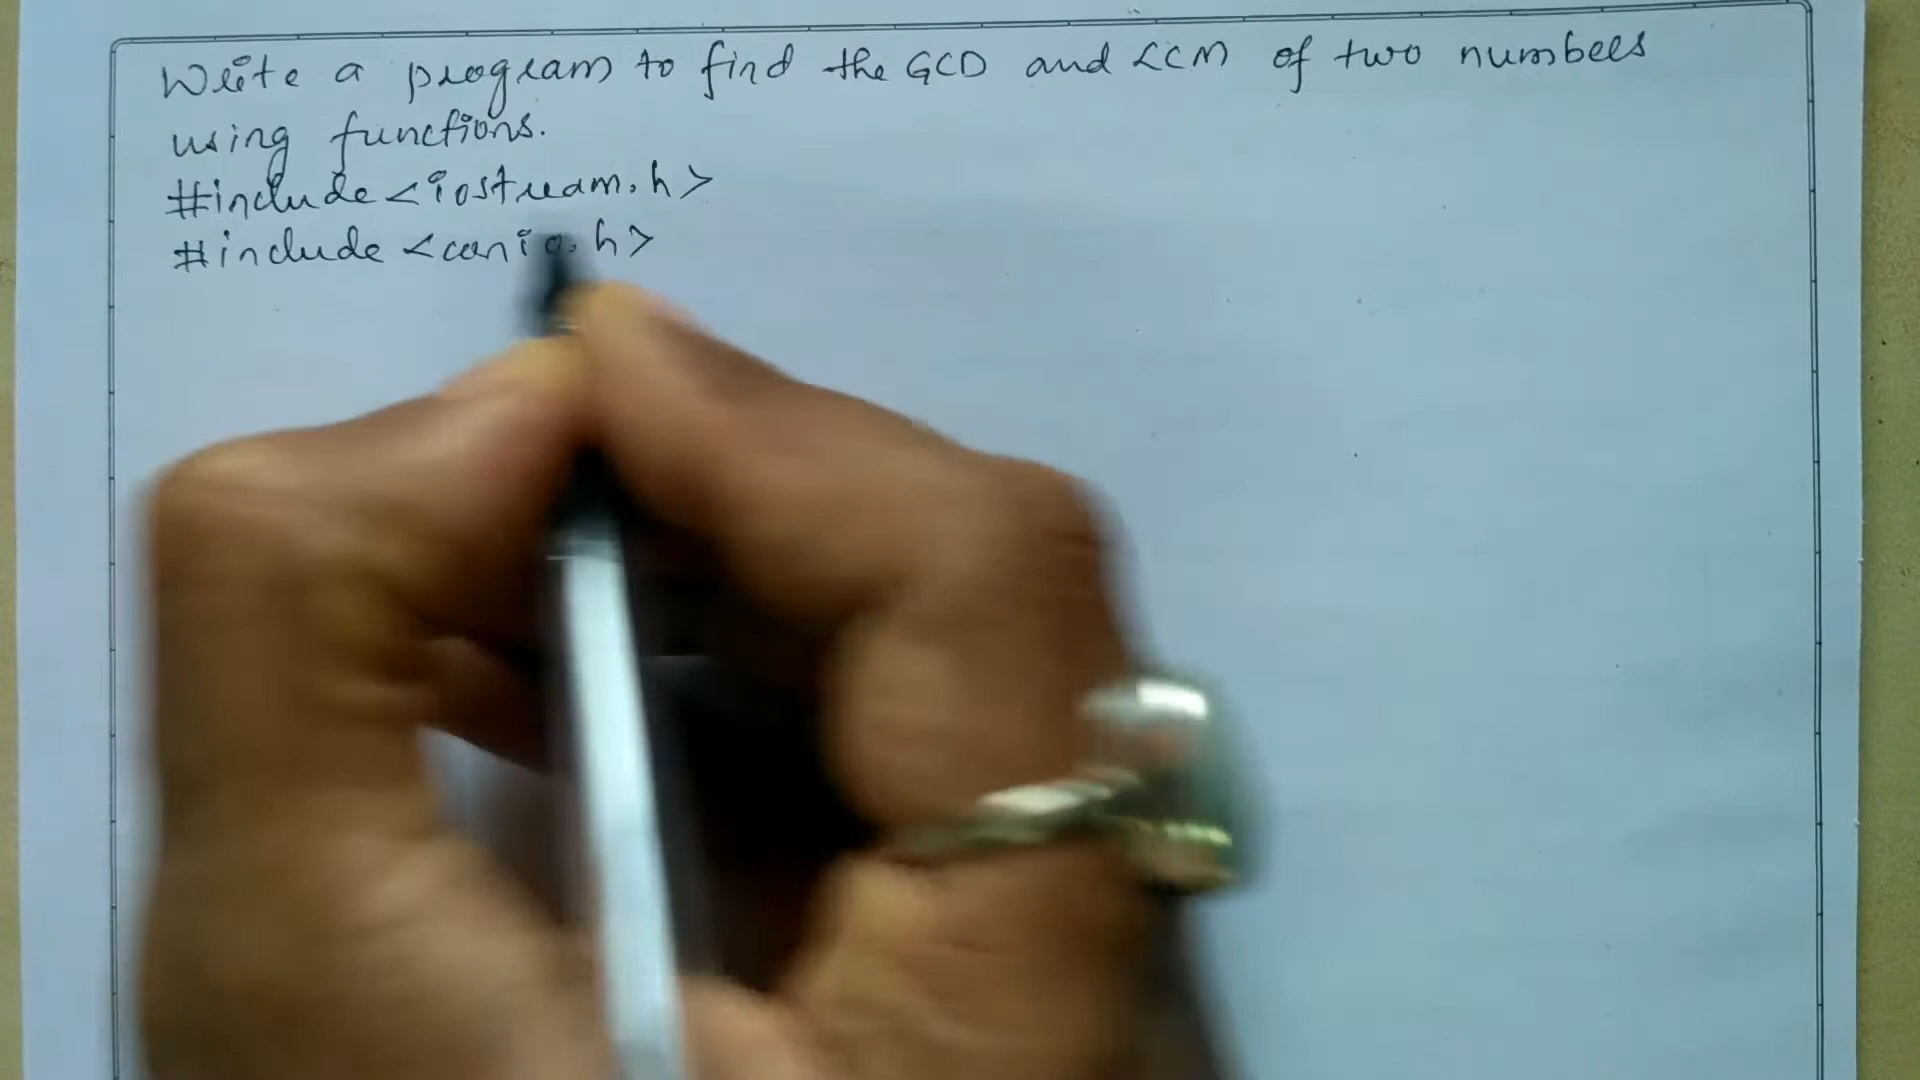 Write a program to find the GCD and LCM of two numbers
using functions.
#include<iostream.h>
#include <conio.h>